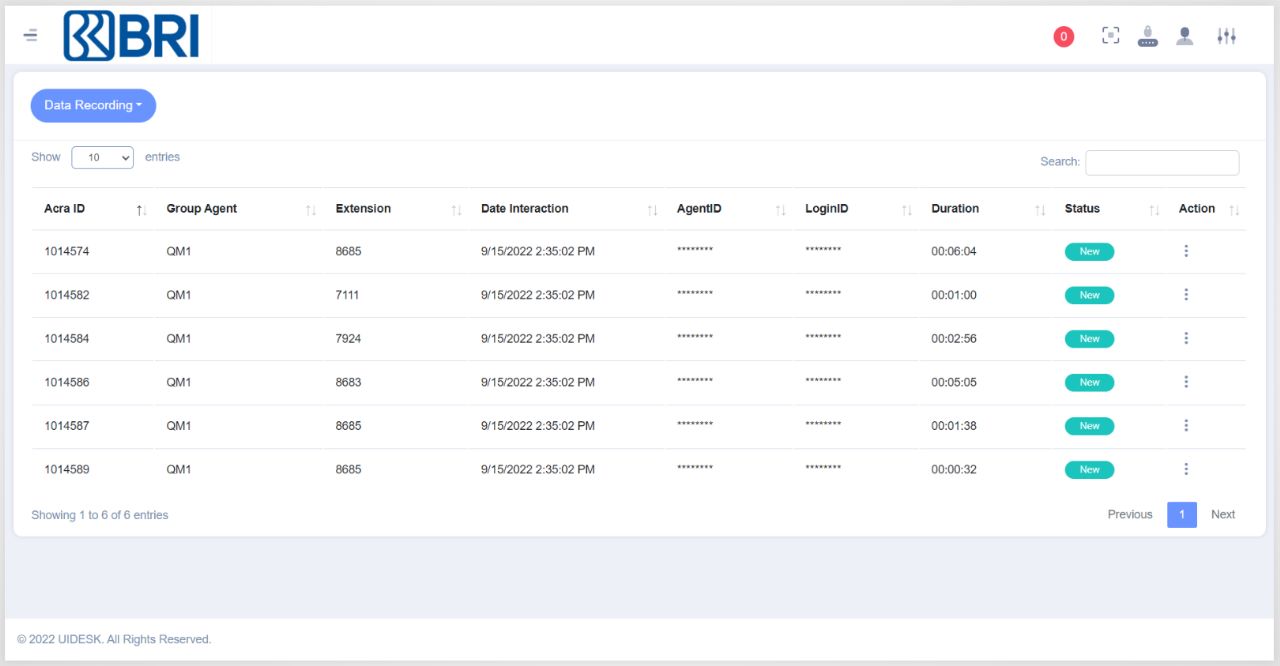 BRI
0
Data Recording
Show 10 entries
Search:
Acra ID Group Agent Extension Date Interaction AgentID LoginID Duration Status Action
1014574 QM1 8685 9/15/2022 2:35:02 PM ******** ******** 00:06:04 New
1014582 QM1 7111 9/15/2022 2:35:02 PM ******** ******** 00:01:00 New
1014584 QM1 7924 9/15/2022 2:35:02 PM ******** ******** 00:02:56 New
1014586 QM1 8683 9/15/2022 2:35:02 PM ******** ******** 00:05:05 New
1014587 QM1 8685 9/15/2022 2:35:02 PM ******** ******** 00:01:38 New
1014589 QM1 8685 9/15/2022 2:35:02 PM ******** ******** 00:00:32 New
Showing 1 to 6 of 6 entries
Previous 1 Next
© 2022 UIDESK. All Rights Reserved.